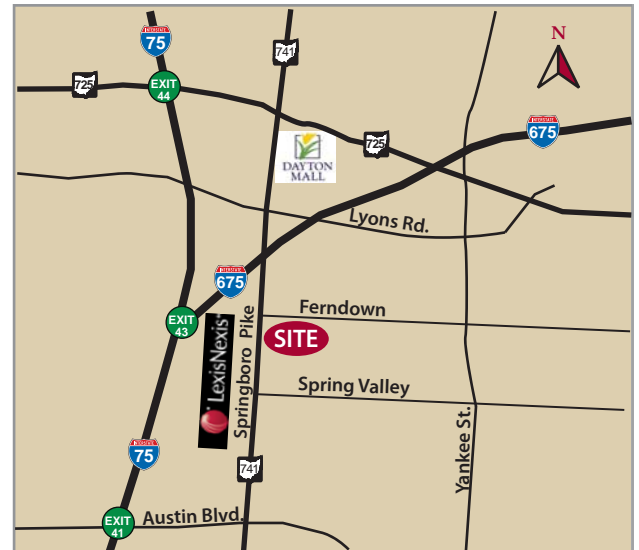 75
741
N
725
EXIT
44
675
DAYTON
MALL
725
Lyons Rd.
675
Ferndown
EXIT
43
SITE
LexisNexis®
Springboro Pike
Spring Valley
Yankee St.
75
741
Austin Blvd.
EXIT
41